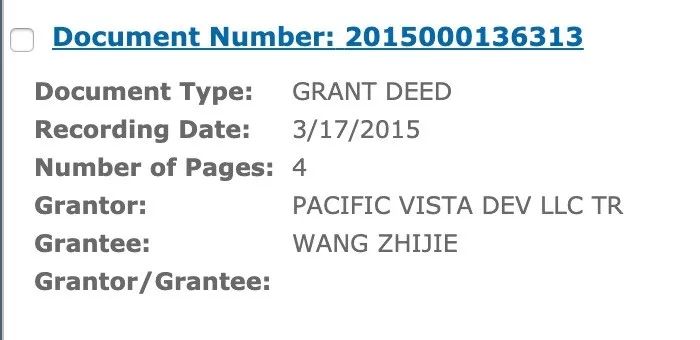 Document Number: 2015000136313
Document Type: GRANT DEED
Recording Date: 3/17/2015
Number of Pages: 4
Grantor: PACIFIC VISTA DEV LLC TR
Grantee: WANG ZHIJIE
Grantor/Grantee: